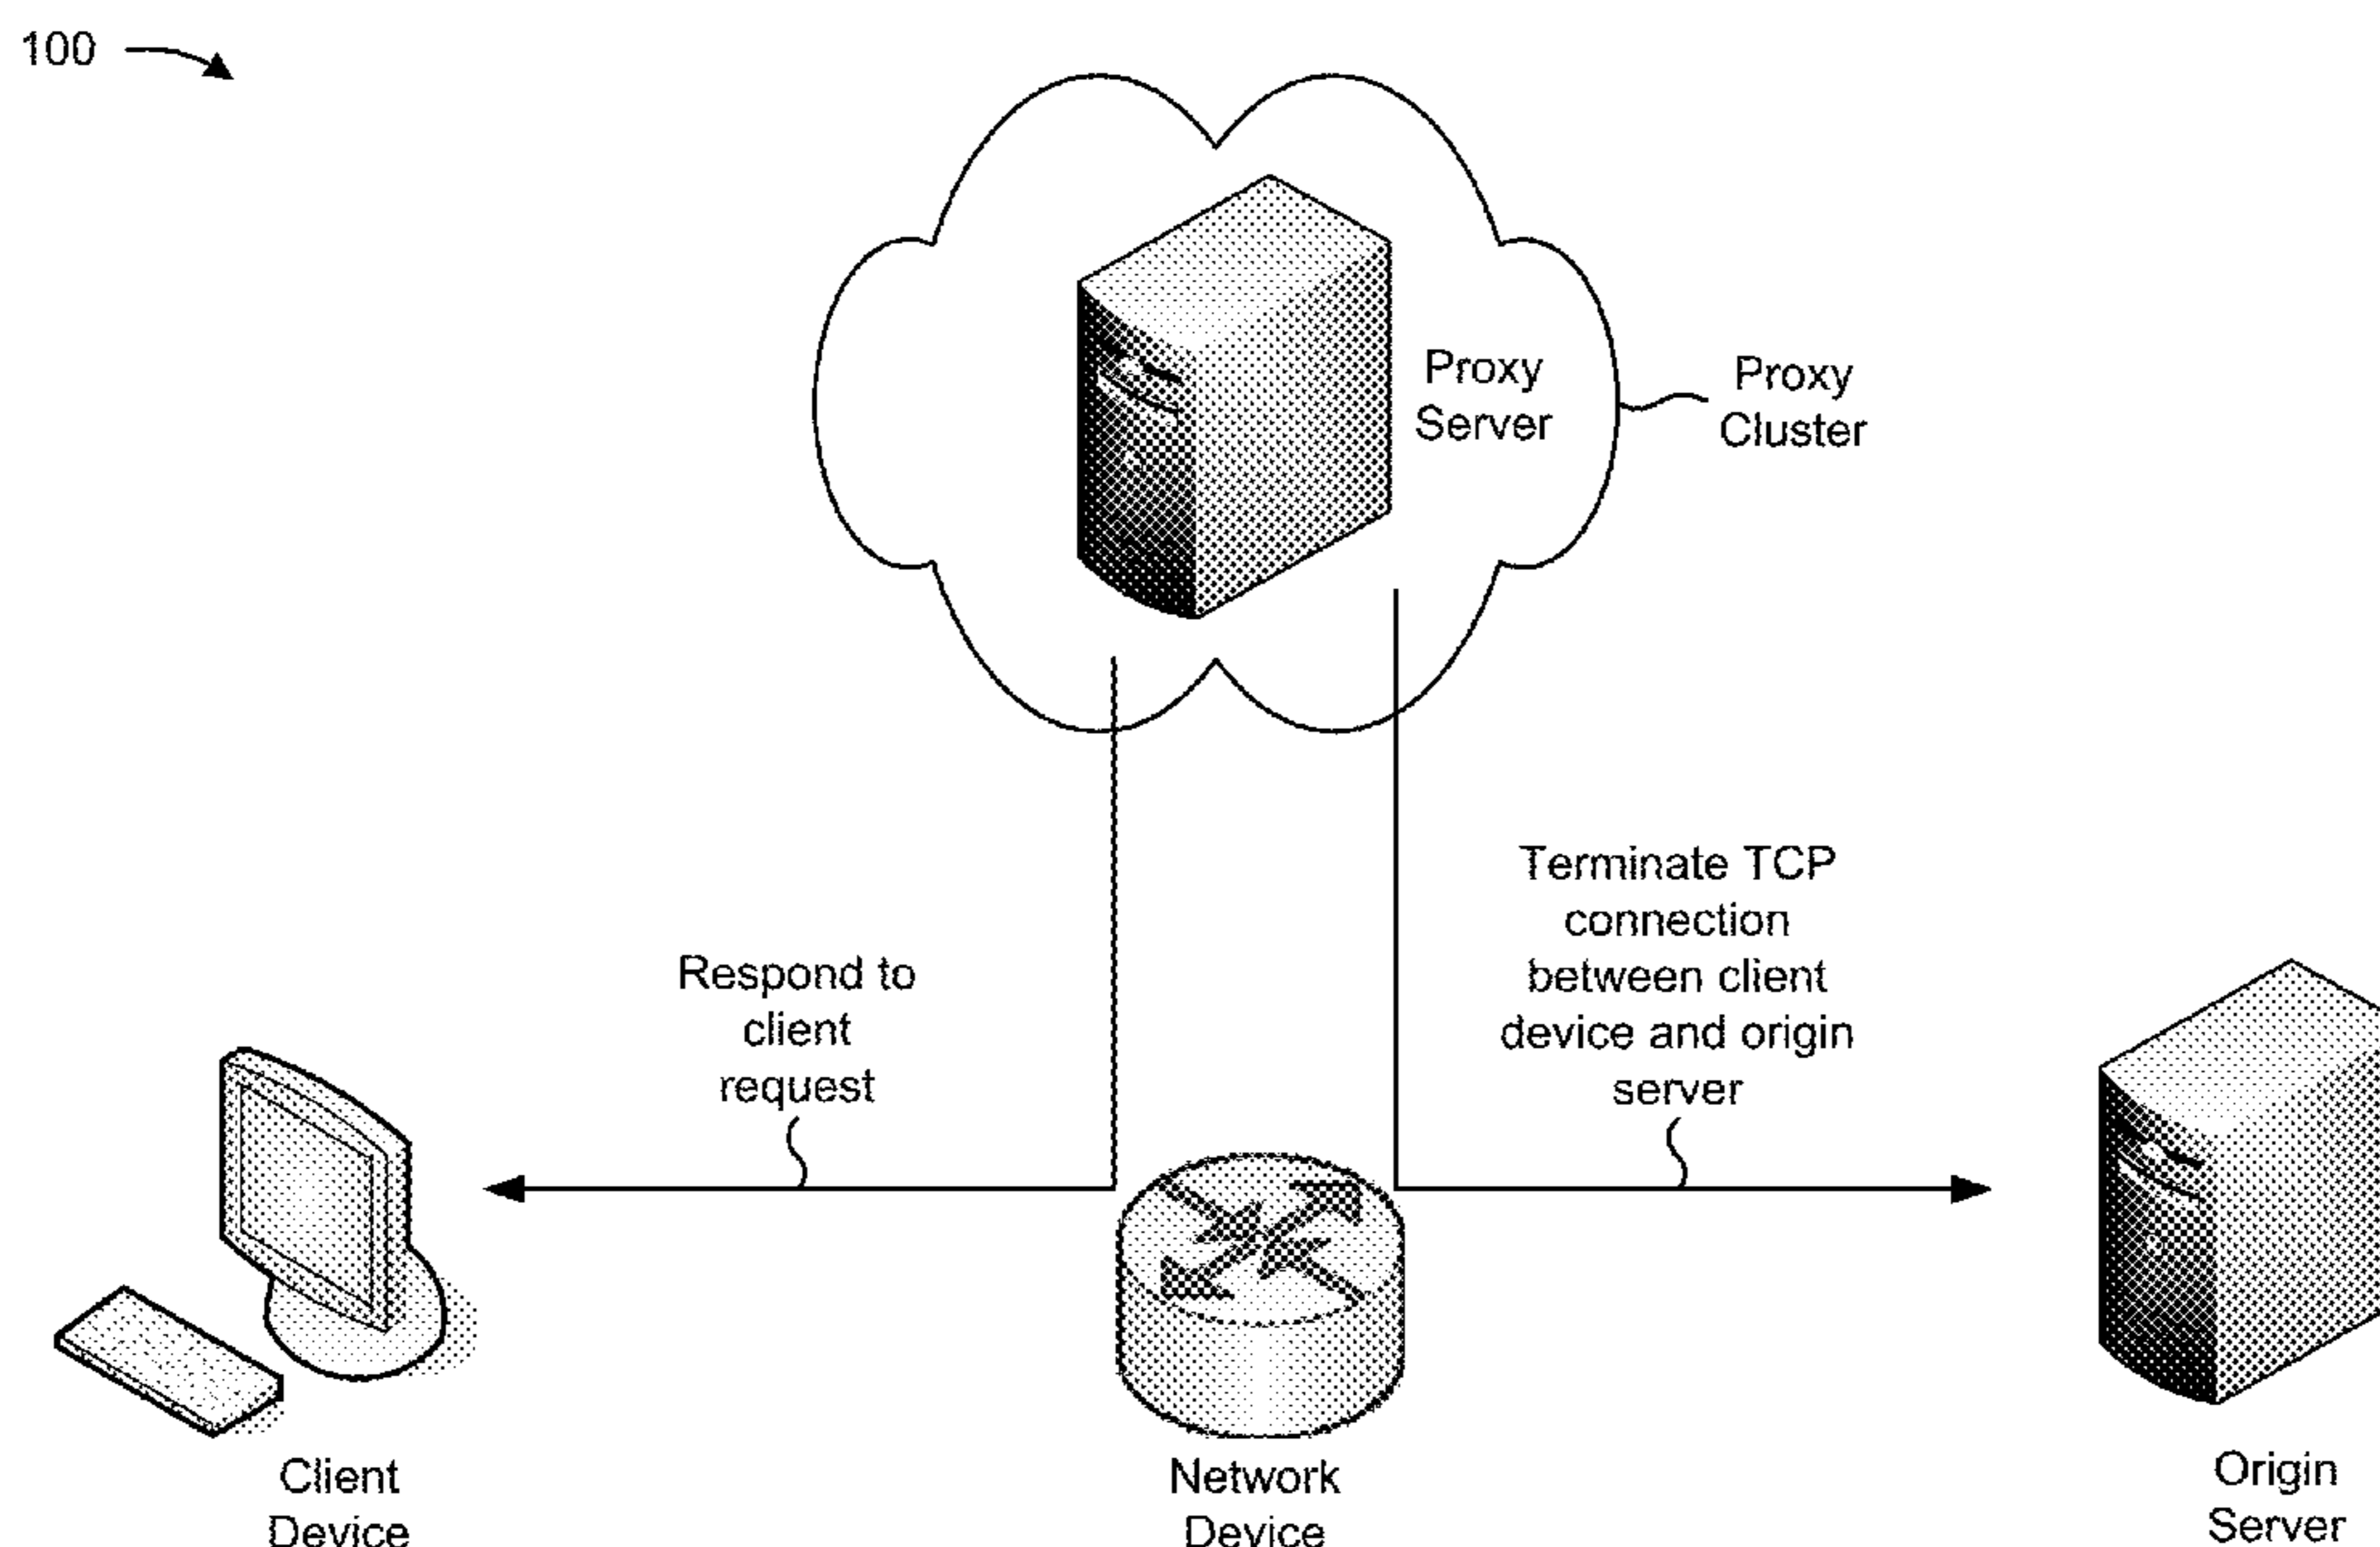 100
Proxy
Server
Proxy
Cluster
Terminate TCP
connection
between client
device and origin
server
Respond to
client
request
Client
Device
Network
Device
Origin
Server